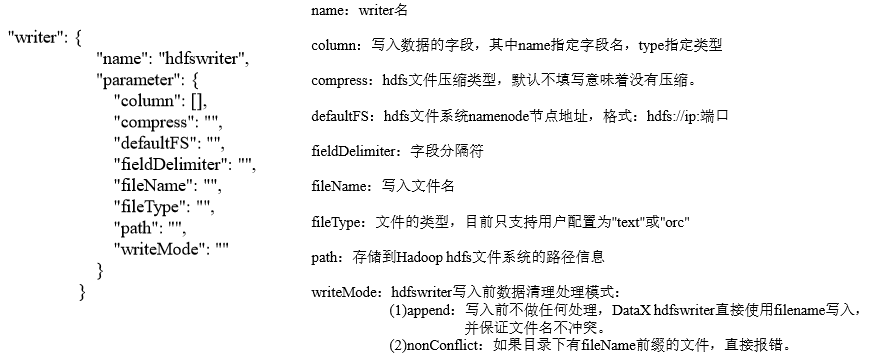 "writer": {
"name": "hdfswriter",
"parameter": {
"column": [],
"compress": "",
"defaultFS": "",
"fieldDelimiter": "",
"fileName": "",
"fileType": "",
"path": "",
"writeMode": ""
}
}
name：writer名
column：写入数据的字段，其中name指定字段名，type指定类型
compress：hdfs文件压缩类型，默认不填写意味着没有压缩。
defaultFS：hdfs文件系统namenode节点地址，格式：hdfs://ip:端口
fieldDelimiter：字段分隔符
fileName：写入文件名
fileType：文件的类型，目前只支持用户配置为"text"或"orc"
path：存储到Hadoop hdfs文件系统的路径信息
writeMode：hdfswriter写入前数据清理处理模式：
(1)append：写入前不做任何处理，DataX hdfswriter直接使用filename写入，
并保证文件名不冲突。
(2)nonConflict：如果目录下有fileName前缀的文件，直接报错。